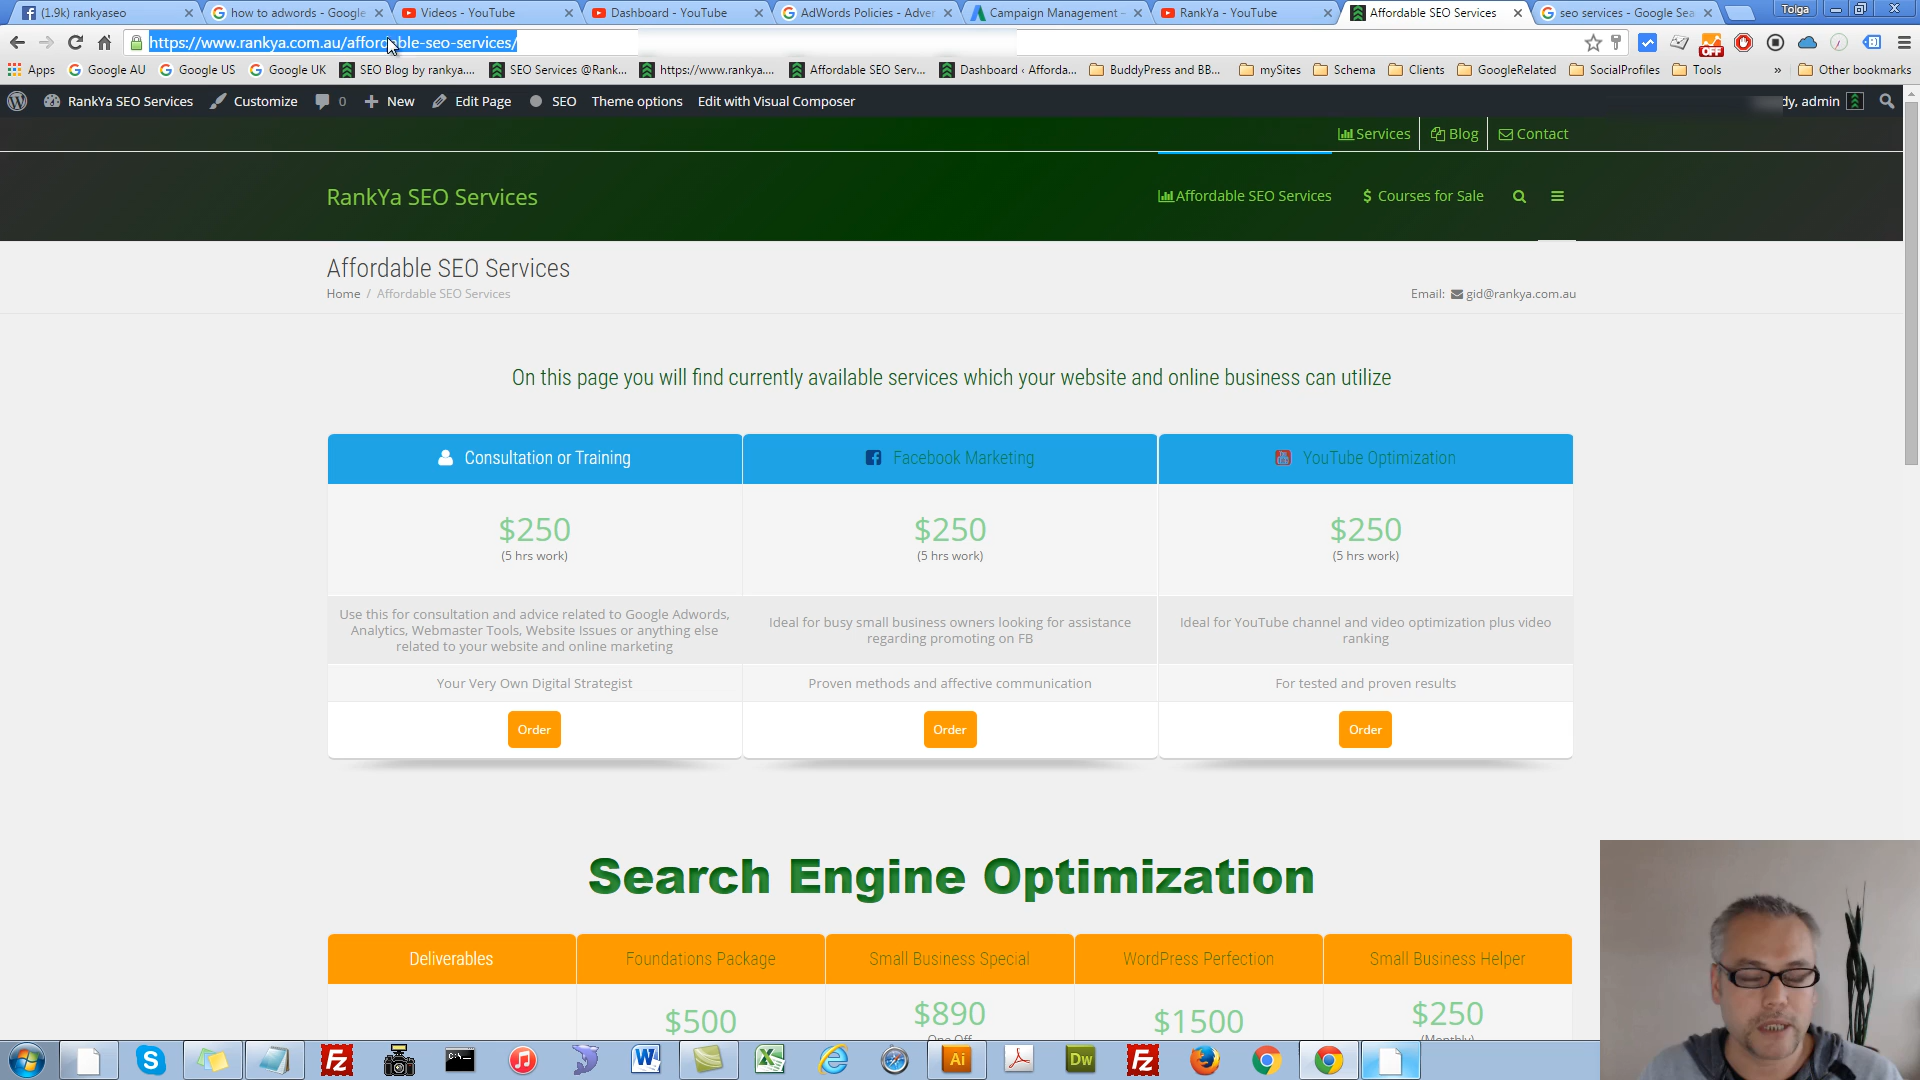 (1.9k) rankyaseo
how to adwords - Google
Videos - YouTube
Dashboard - YouTube
AdWords Policies - Adver
Campaign Management -
RankYa - YouTube
Affordable SEO Services
seo services - Google Sea
Tolga
https://www.rankya.com.au/affordable-seo-services/
OFF
Apps
Google AU
Google US
Google UK
SEO Blog by rankya....
SEO Services @Rank...
https://www.rankya....
Affordable SEO Serv...
Dashboard ‹ Afforda...
BuddyPress and BB...
mySites
Schema
Clients
GoogleRelated
SocialProfiles
Tools
»
Other bookmarks
RankYa SEO Services
Customize
0
New
Edit Page
SEO
Theme options
Edit with Visual Composer
dy, admin
Services
Blog
Contact
RankYa SEO Services
Affordable SEO Services
$ Courses for Sale
Affordable SEO Services
Home / Affordable SEO Services
Email: gid@rankya.com.au
On this page you will find currently available services which your website and online business can utilize
Consultation or Training
Facebook Marketing
YouTube Optimization
$250
(5 hrs work)
$250
(5 hrs work)
$250
(5 hrs work)
Use this for consultation and advice related to Google Adwords,
Analytics, Webmaster Tools, Website Issues or anything else
related to your website and online marketing
Ideal for busy small business owners looking for assistance
regarding promoting on FB
Ideal for YouTube channel and video optimization plus video
ranking
Your Very Own Digital Strategist
Proven methods and affective communication
For tested and proven results
Order
Order
Order
Search Engine Optimization
Deliverables
Foundations Package
Small Business Special
WordPress Perfection
Small Business Helper
$500
$890
One Off
$1500
$250
(Monthly)
Fz
C:\
W
X
Ai
Dw
Fz